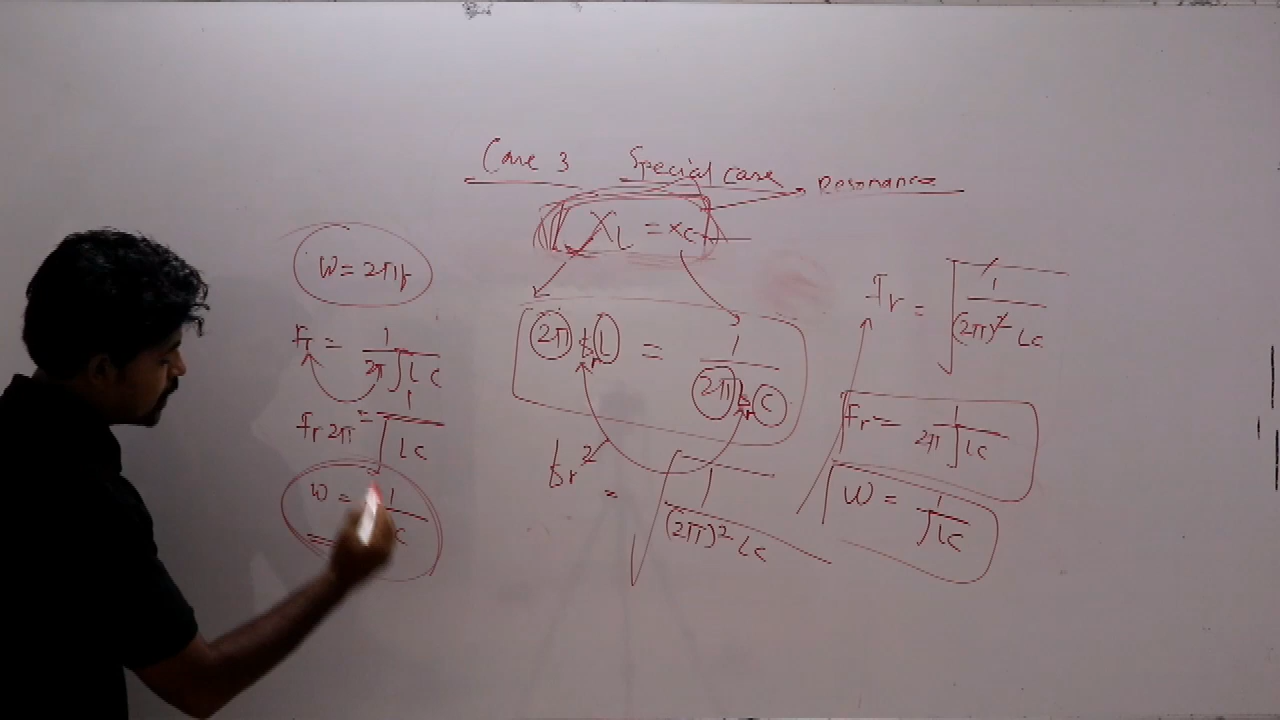 Case 3 Special case Resonance
XL = XC
W = 2πf
Fr = 1 / 2π√LC
Fr 2π = 1 / √LC
W = 1 / C
2π fr L = 1 / 2π fr C
fr² = √ 1 / (2π)² LC
Fr = √ 1 / (2π)² LC
Fr = 1 / 2π√LC
W = 1 / √LC